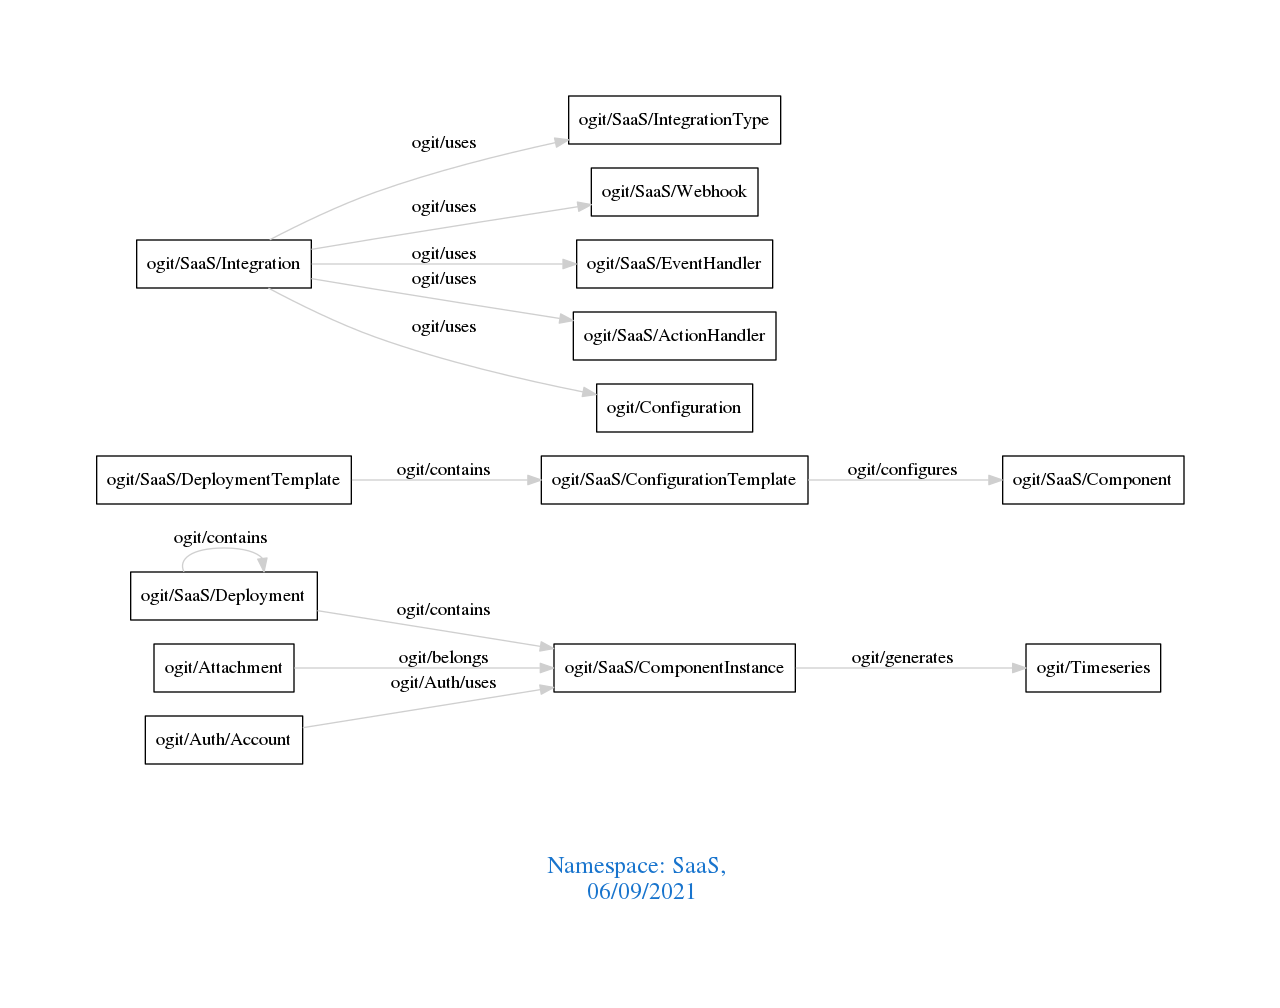 ogit/SaaS/IntegrationType
ogit/uses
ogit/SaaS/Webhook
ogit/uses
ogit/SaaS/Integration
ogit/uses
ogit/SaaS/EventHandler
ogit/uses
ogit/SaaS/ActionHandler
ogit/uses
ogit/Configuration
ogit/SaaS/DeploymentTemplate
ogit/contains
ogit/SaaS/ConfigurationTemplate
ogit/configures
ogit/SaaS/Component
ogit/contains
ogit/SaaS/Deployment
ogit/contains
ogit/Attachment
ogit/belongs
ogit/SaaS/ComponentInstance
ogit/generates
ogit/Timeseries
ogit/Auth/uses
ogit/Auth/Account
Namespace: SaaS,
06/09/2021